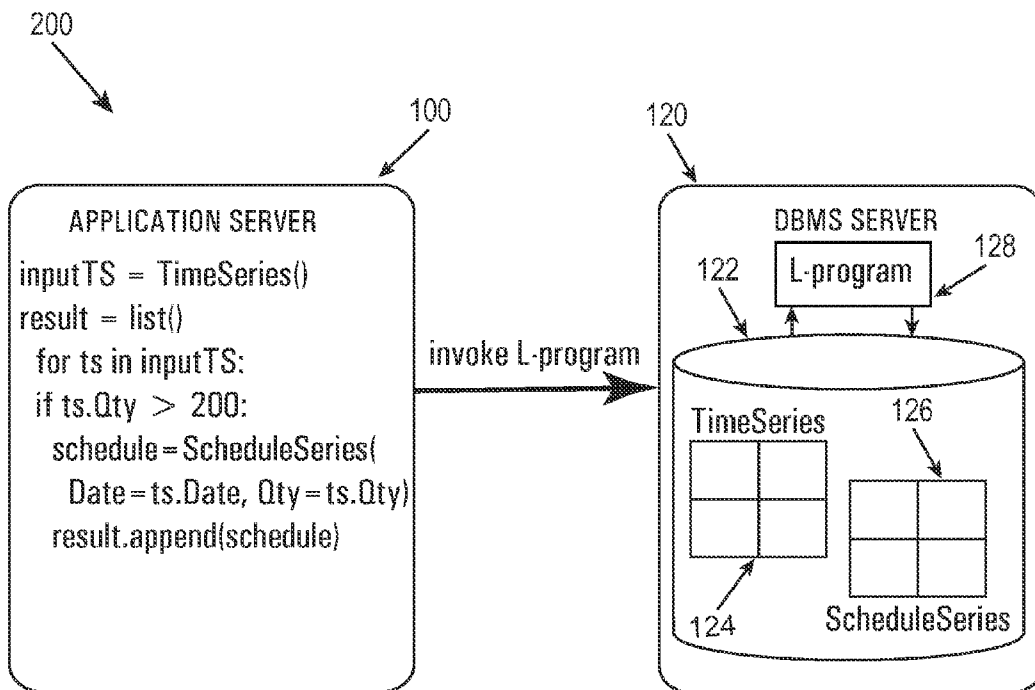 200
100
120
APPLICATION SERVER
inputTS = TimeSeries()
result = list()
for ts in inputTS:
if ts.Qty > 200:
schedule=ScheduleSeries(
Date=ts.Date, Qty=ts.Qty)
result.append(schedule)
invoke L-program
DBMS SERVER
122
L-program
128
TimeSeries
126
124
ScheduleSeries